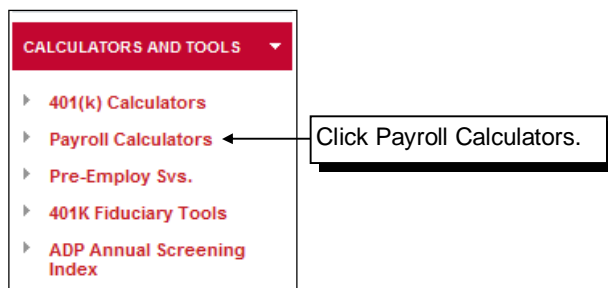 CALCULATORS AND TOOLS
401(k) Calculators
Payroll Calculators
Click Payroll Calculators.
Pre-Employ Svs.
401K Fiduciary Tools
ADP Annual Screening
Index